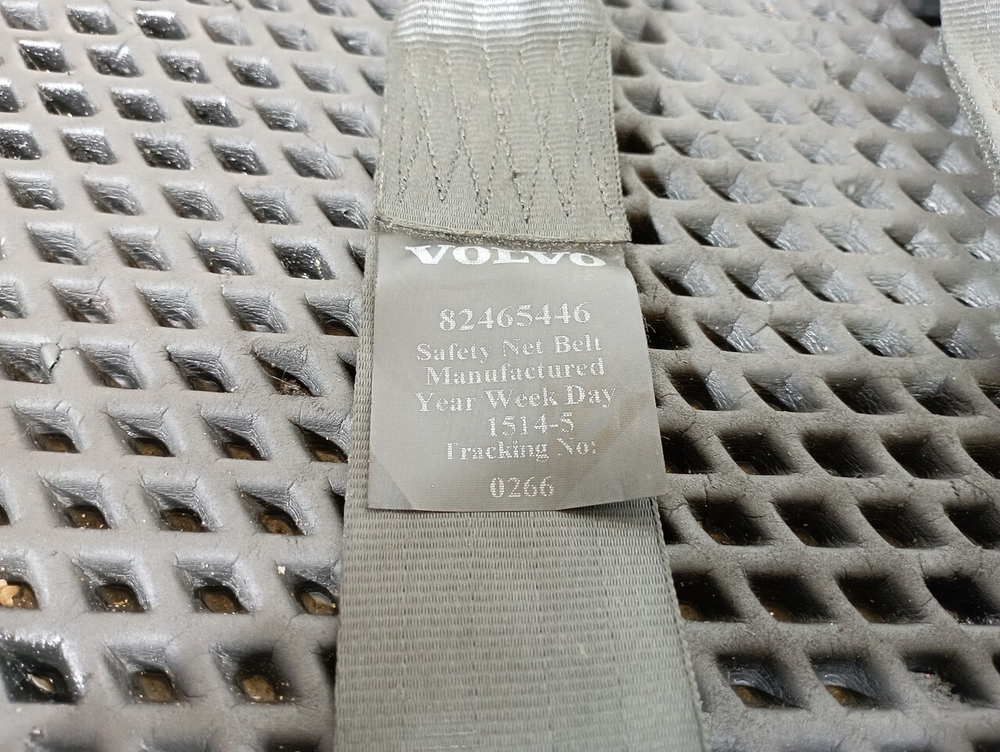 VOLVO
82465446
Safety Net Belt
Manufactured
Year Week Day
1514-5
Tracking No:
0266